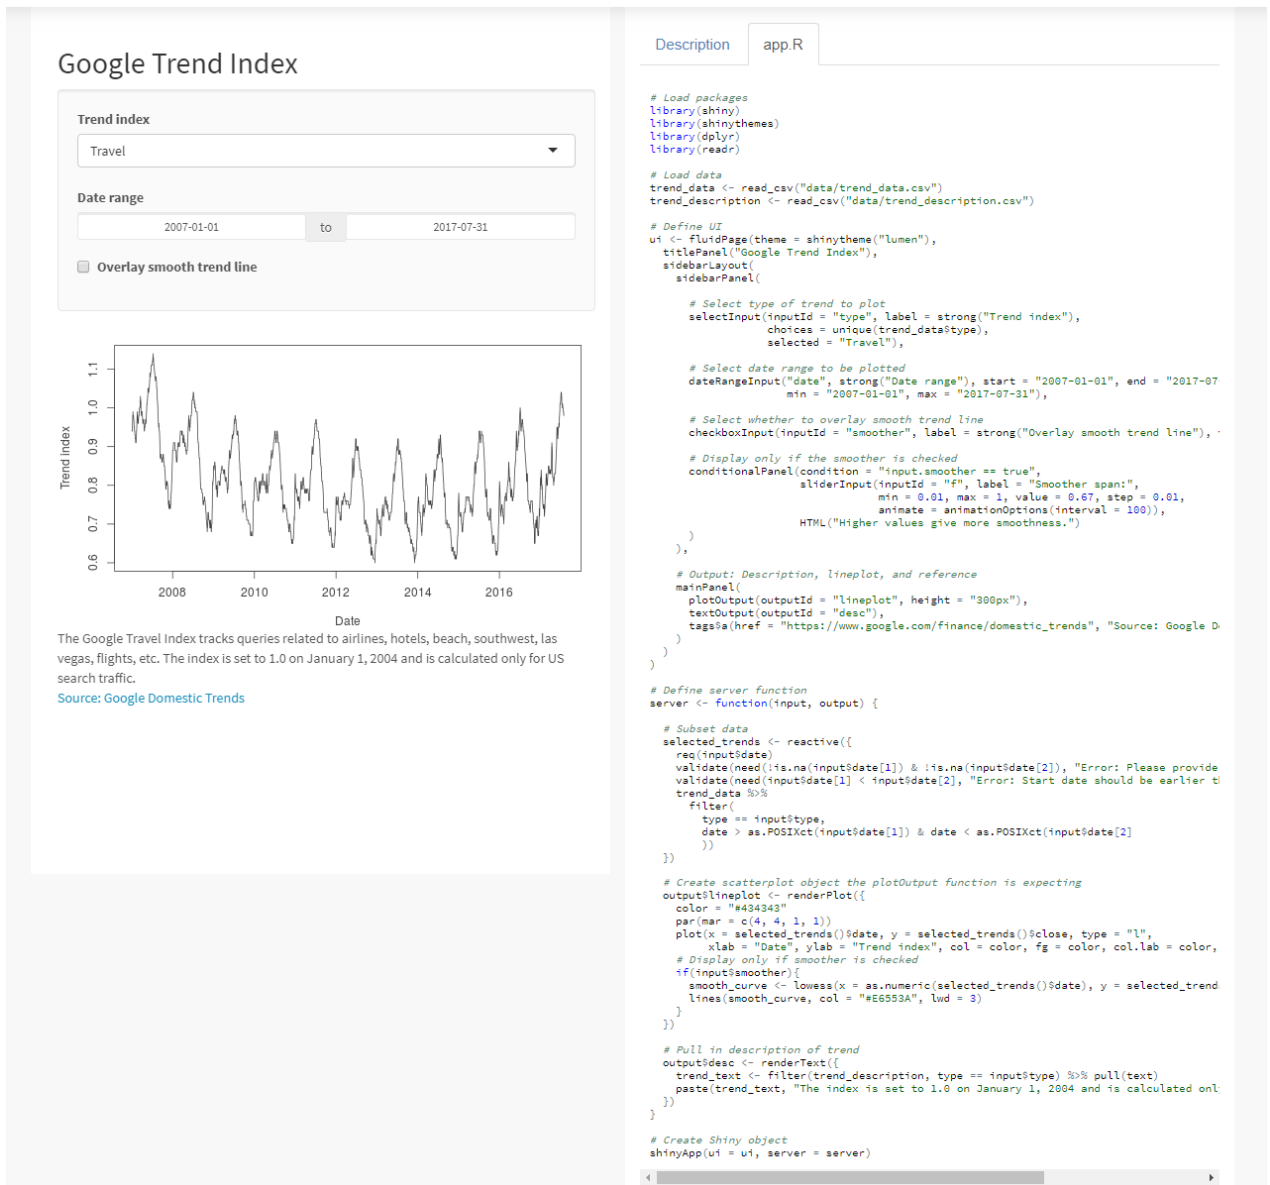 Google Trend Index
Trend index
Travel
Date range
2007-01-01 to 2017-07-31
Overlay smooth trend line
Trend index
1.1
1.0
0.9
0.8
0.7
0.6
2008 2010 2012 2014 2016
Date
The Google Travel Index tracks queries related to airlines, hotels, beach, southwest, las
vegas, flights, etc. The index is set to 1.0 on January 1, 2004 and is calculated only for US
search traffic.
Source: Google Domestic Trends
Description app.R
# Load packages
library(shiny)
library(shinythemes)
library(dplyr)
library(readr)
# Load data
trend_data <- read_csv("data/trend_data.csv")
trend_description <- read_csv("data/trend_description.csv")
# Define UI
ui <- fluidPage(theme = shinytheme("lumen"),
titlePanel("Google Trend Index"),
sidebarLayout(
sidebarPanel(
# Select type of trend to plot
selectInput(inputId = "type", label = strong("Trend index"),
choices = unique(trend_data$type),
selected = "Travel"),
# Select date range to be plotted
dateRangeInput("date", strong("Date range"), start = "2007-01-01", end = "2017-07-
min = "2007-01-01", max = "2017-07-31"),
# Select whether to overlay smooth trend line
checkboxInput(inputId = "smoother", label = strong("Overlay smooth trend line"),
# Display only if the smoother is checked
conditionalPanel(condition = "input.smoother == true",
sliderInput(inputId = "f", label = "Smoother span:",
min = 0.01, max = 1, value = 0.67, step = 0.01,
animate = animationOptions(interval = 100)),
HTML("Higher values give more smoothness.")
)
),
# Output: Description, lineplot, and reference
mainPanel(
plotOutput(outputId = "lineplot", height = "300px"),
textOutput(outputId = "desc"),
tags$a(href = "https://www.google.com/finance/domestic_trends", "Source: Google D
)
)
)
# Define server function
server <- function(input, output) {
# Subset data
selected_trends <- reactive({
req(input$date)
validate(need(!is.na(input$date[1]) & !is.na(input$date[2]), "Error: Please provide
validate(need(input$date[1] < input$date[2], "Error: Start date should be earlier t
trend_data %>%
filter(
type == input$type,
date > as.POSIXct(input$date[1]) & date < as.POSIXct(input$date[2]
))
})
# Create scatterplot object the plotOutput function is expecting
output$lineplot <- renderPlot({
color = "#434343"
par(mar = c(4, 4, 1, 1))
plot(x = selected_trends()$date, y = selected_trends()$close, type = "l",
xlab = "Date", ylab = "Trend index", col = color, fg = color, col.lab = color,
# Display only if smoother is checked
if(input$smoother){
smooth_curve <- lowess(x = as.numeric(selected_trends()$date), y = selected_trend
lines(smooth_curve, col = "#E6553A", lwd = 3)
}
})
# Pull in description of trend
output$desc <- renderText({
trend_text <- filter(trend_description, type == input$type) %>% pull(text)
paste(trend_text, "The index is set to 1.0 on January 1, 2004 and is calculated onl
})
}
# Create Shiny object
shinyApp(ui = ui, server = server)